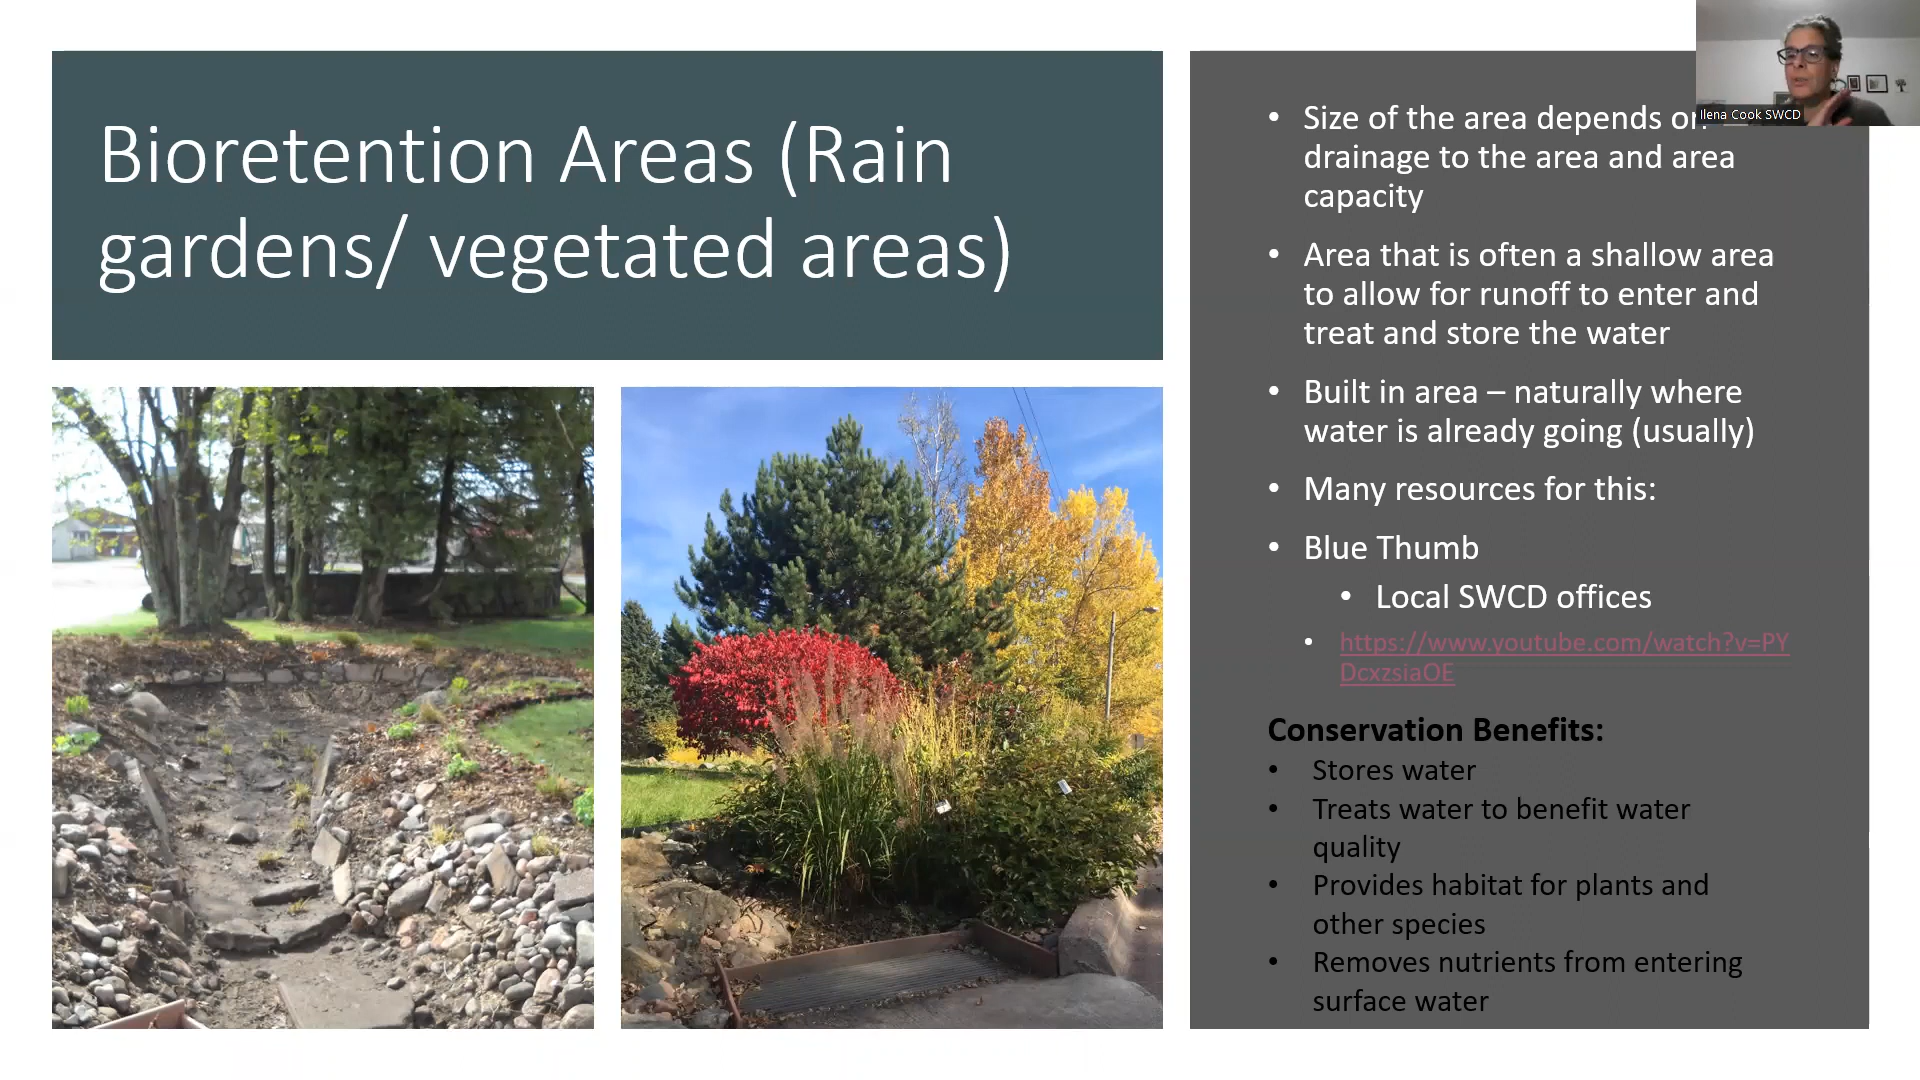 Bioretention Areas (Rain
gardens/ vegetated areas)
• Size of the area depends on
drainage to the area and area
capacity
• Area that is often a shallow area
to allow for runoff to enter and
treat and store the water
• Built in area – naturally where
water is already going (usually)
• Many resources for this:
• Blue Thumb
• Local SWCD offices
• https://www.youtube.com/watch?v=PY
DcxzsiaOE
Conservation Benefits:
• Stores water
• Treats water to benefit water
quality
• Provides habitat for plants and
other species
• Removes nutrients from entering
surface water
Ilena Cook SWCD